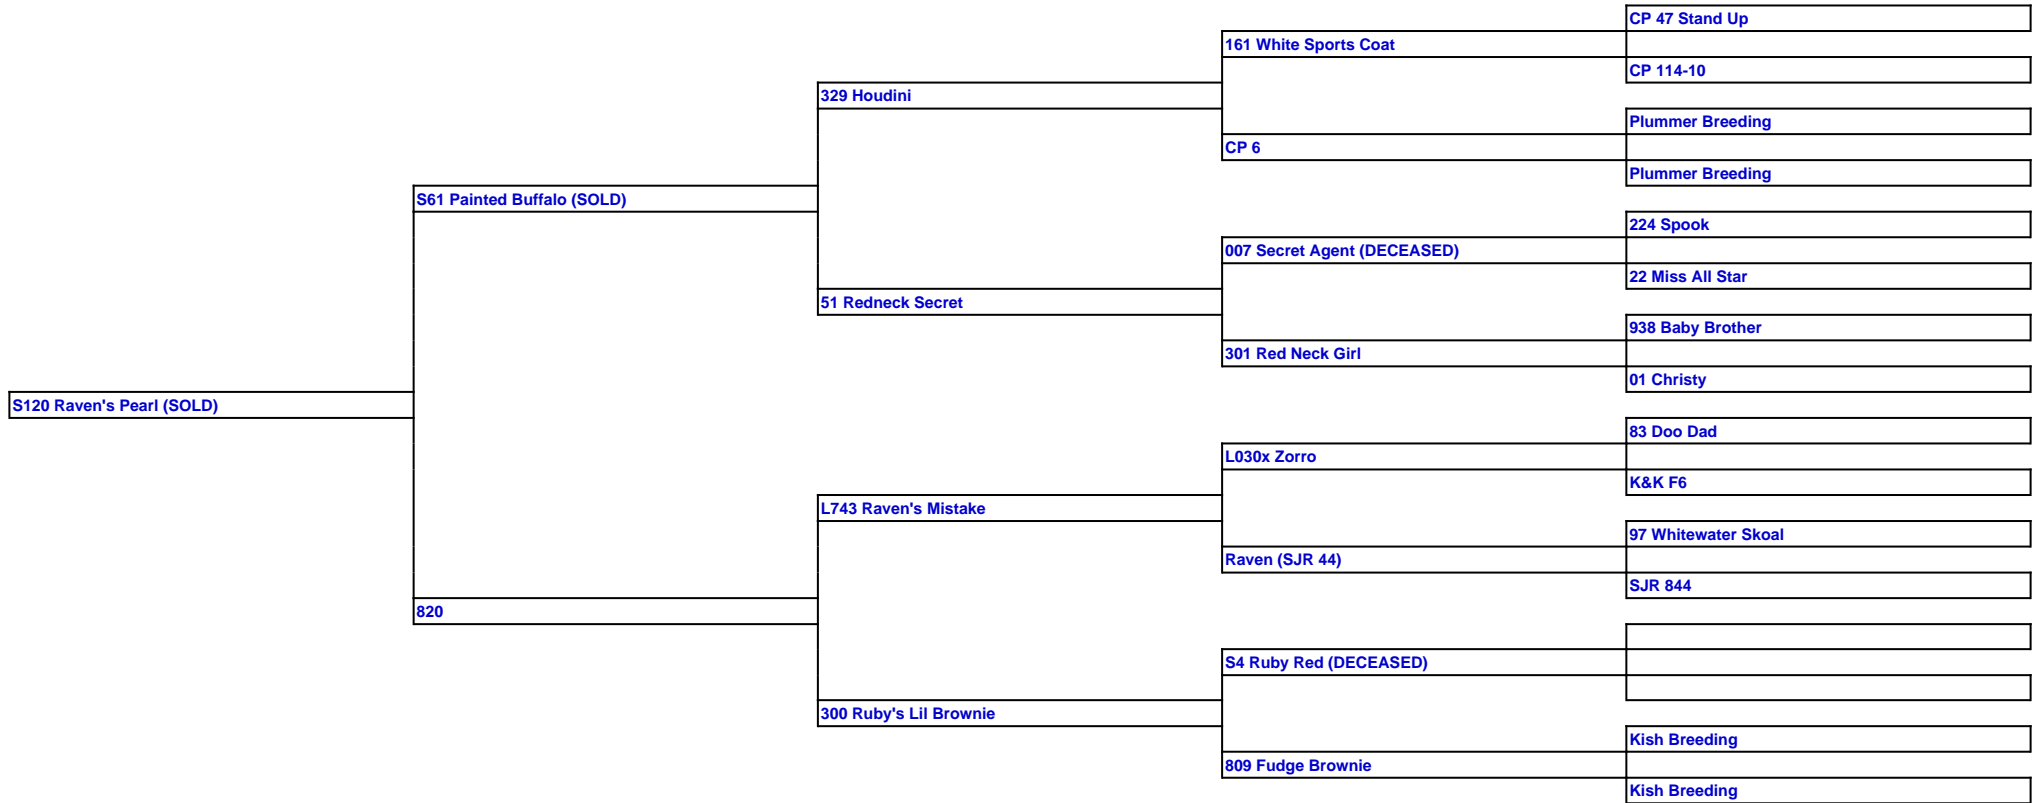 CP 47 Stand Up
161 White Sports Coat
CP 114-10
329 Houdini
Plummer Breeding
CP 6
Plummer Breeding
S61 Painted Buffalo (SOLD)
224 Spook
007 Secret Agent (DECEASED)
22 Miss All Star
51 Redneck Secret
938 Baby Brother
301 Red Neck Girl
01 Christy
S120 Raven's Pearl (SOLD)
83 Doo Dad
L030x Zorro
K&K F6
L743 Raven's Mistake
97 Whitewater Skoal
Raven (SJR 44)
SJR 844
820
S4 Ruby Red (DECEASED)
300 Ruby's Lil Brownie
Kish Breeding
809 Fudge Brownie
Kish Breeding